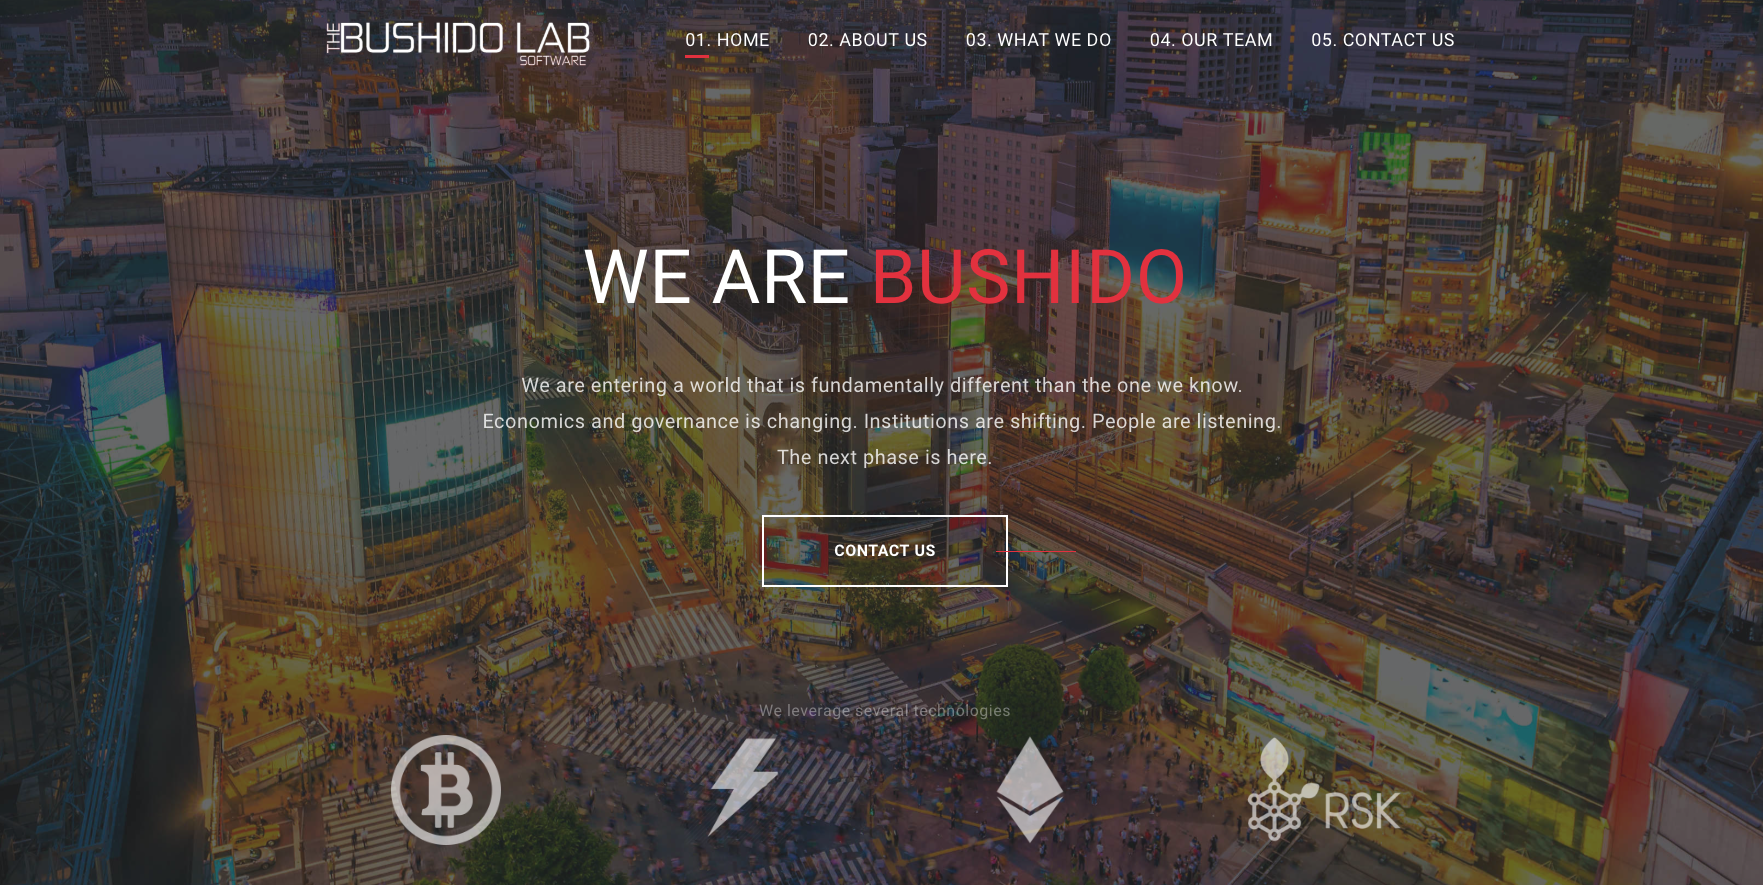 THE BUSHIDO LAB
SOFTWARE
01. HOME
02. ABOUT US
03. WHAT WE DO
04. OUR TEAM
05. CONTACT US
WE ARE BUSHIDO
We are entering a world that is fundamentally different than the one we know.
Economics and governance is changing. Institutions are shifting. People are listening.
The next phase is here.
CONTACT US
We leverage several technologies
RSK